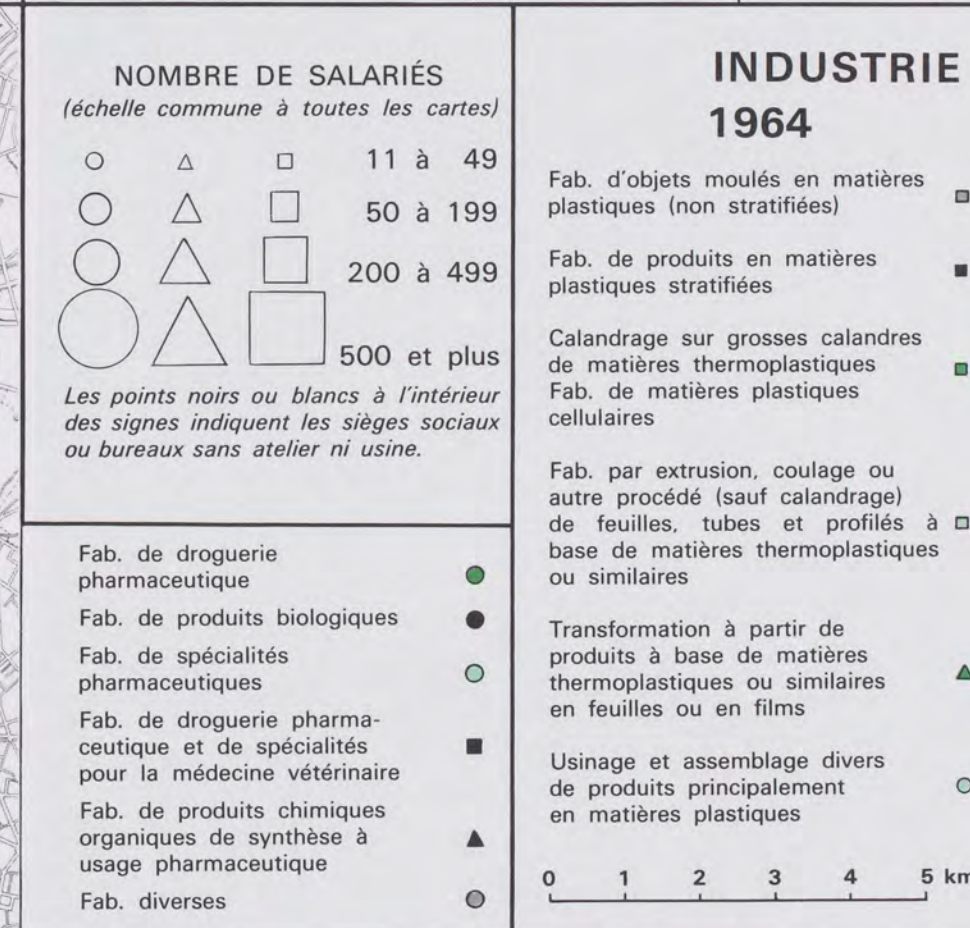 NOMBRE DE SALARIÉS
(échelle commune à toutes les cartes)
11 à 49
50 à 199
200 à 499
500 et plus
Les points noirs ou blancs à l'intérieur
des signes indiquent les sièges sociaux
ou bureaux sans atelier ni usine.
Fab. de droguerie
pharmaceutique
Fab. de produits biologiques
Fab. de spécialités
pharmaceutiques
Fab. de droguerie pharma-
ceutique et de spécialités
pour la médecine vétérinaire
Fab. de produits chimiques
organiques de synthèse à
usage pharmaceutique
Fab. diverses
INDUSTRIE
1964
Fab. d'objets moulés en matières
plastiques (non stratifiées)
Fab. de produits en matières
plastiques stratifiées
Calandrage sur grosses calandres
de matières thermoplastiques
Fab. de matières plastiques
cellulaires
Fab. par extrusion, coulage ou
autre procédé (sauf calandrage)
de feuilles, tubes et profilés à
base de matières thermoplastiques
ou similaires
Transformation à partir de
produits à base de matières
thermoplastiques ou similaires
en feuilles ou en films
Usinage et assemblage divers
de produits principalement
en matières plastiques
0 1 2 3 4 5 km